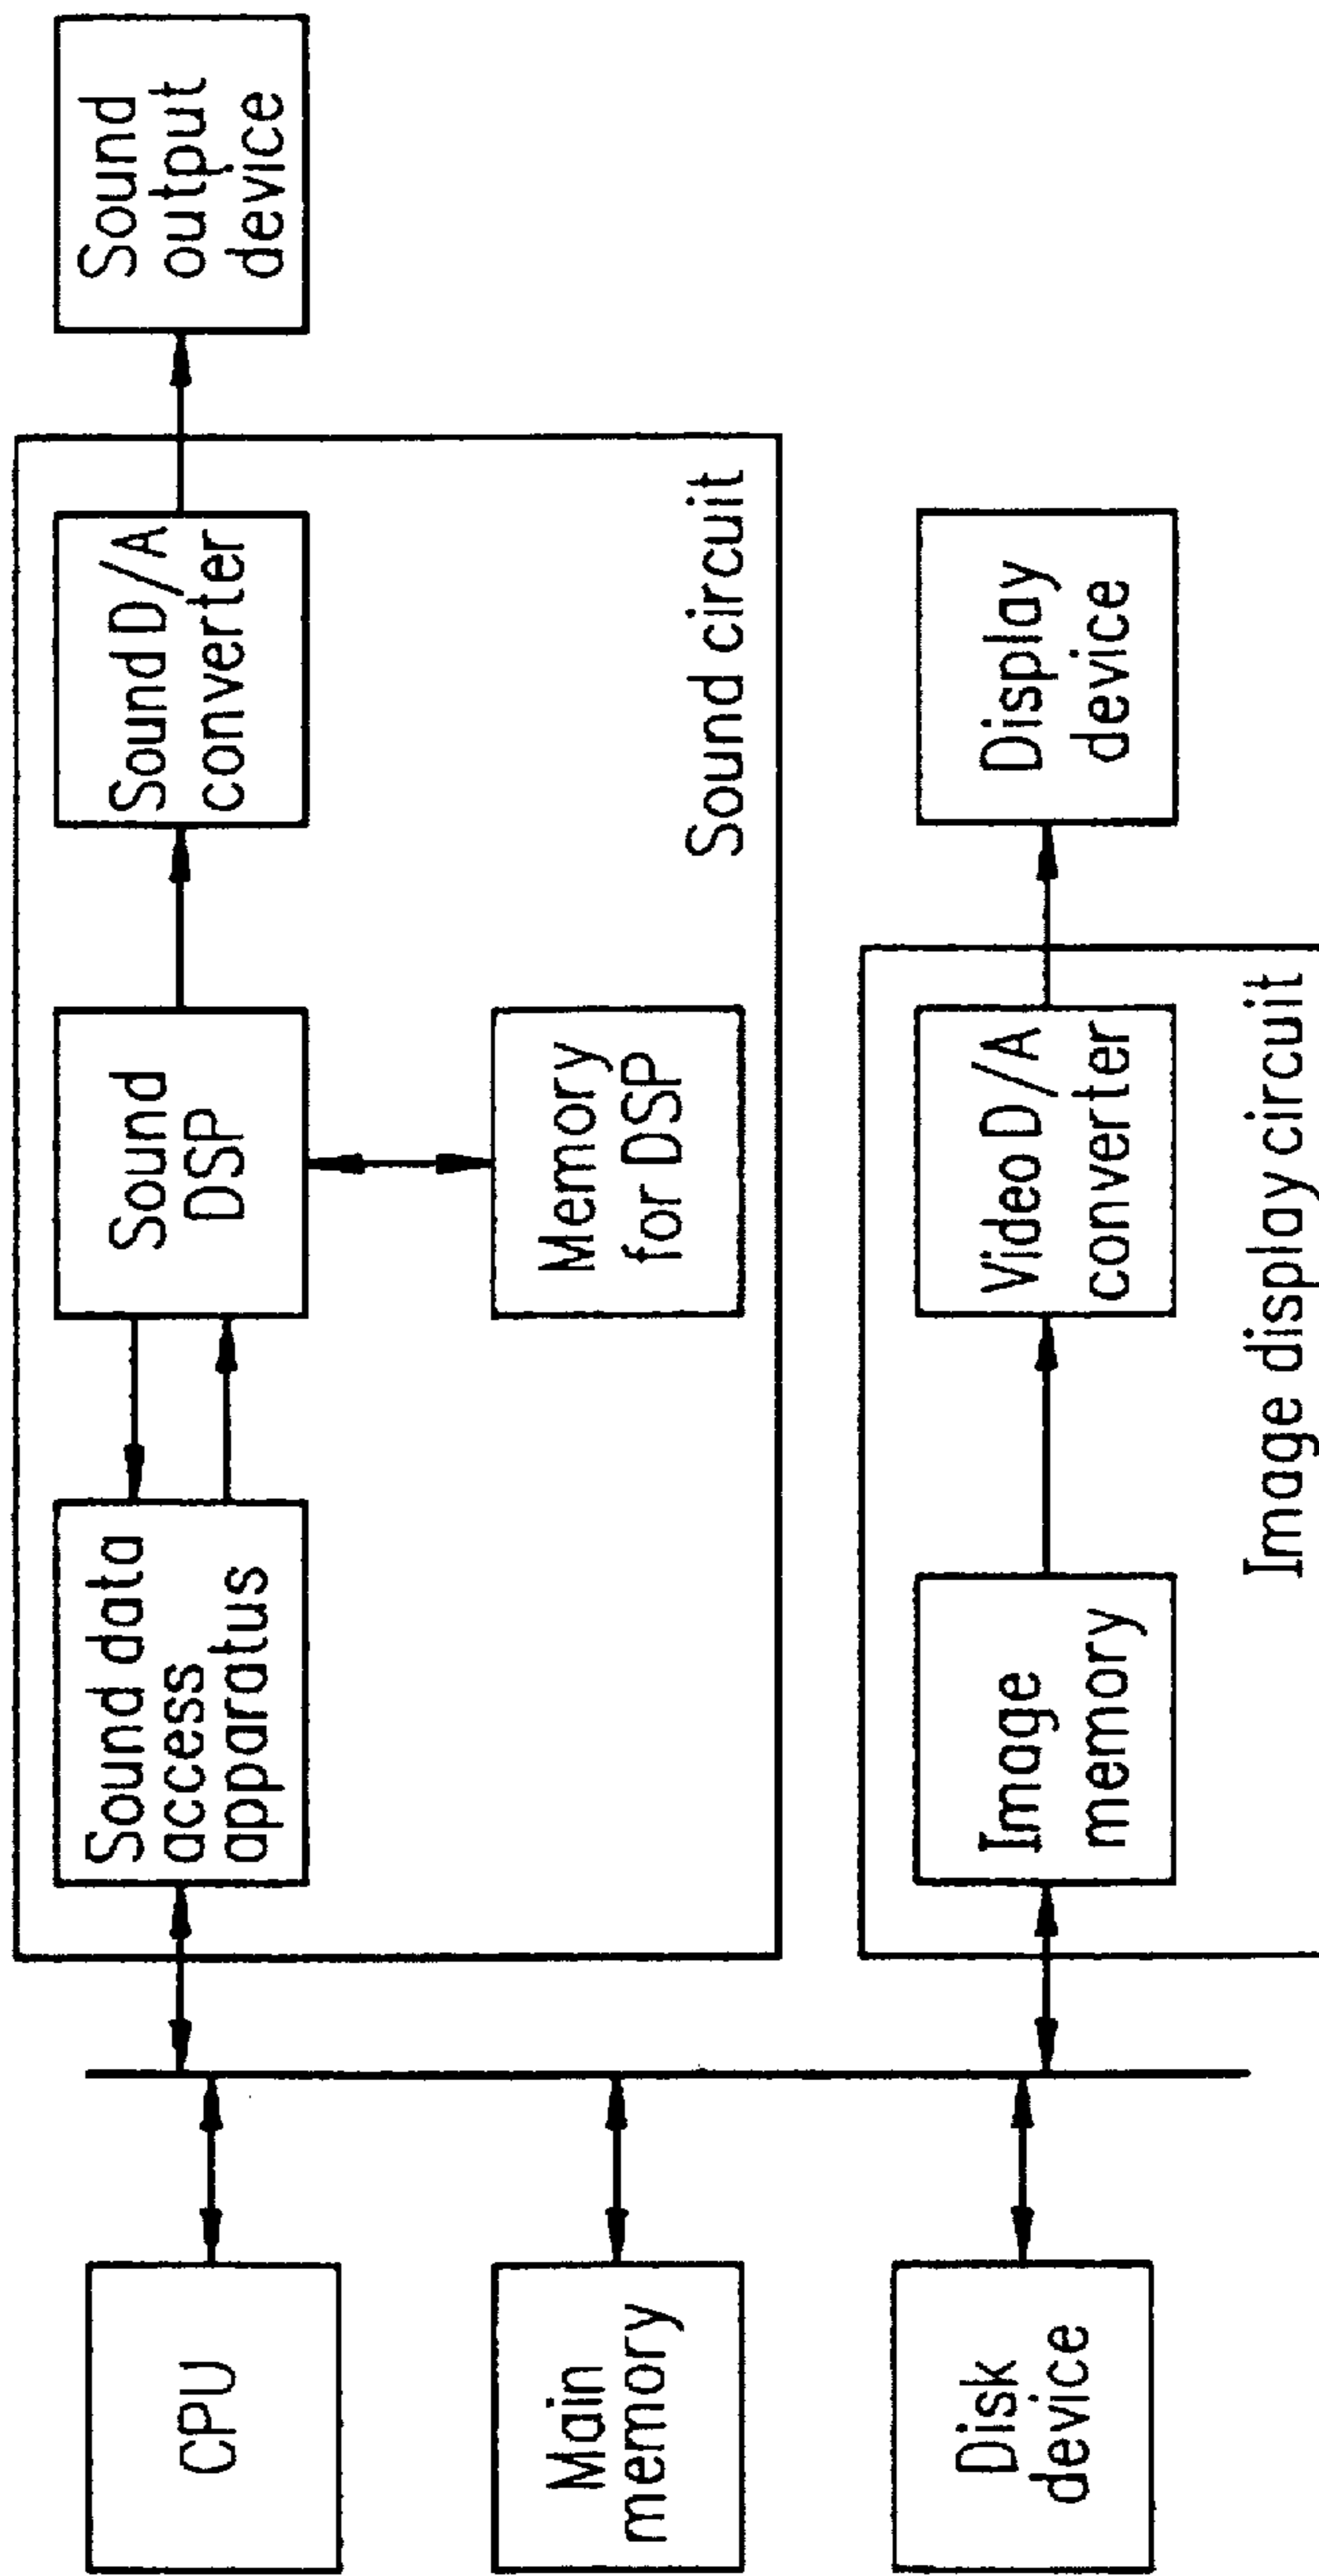 CPU
Main
memory
Disk
device
Sound data
access
apparatus
Sound
DSP
Memory
for DSP
Sound D/A
converter
Sound circuit
Sound
output
device
Image
memory
Video D/A
converter
Image display circuit
Display
device